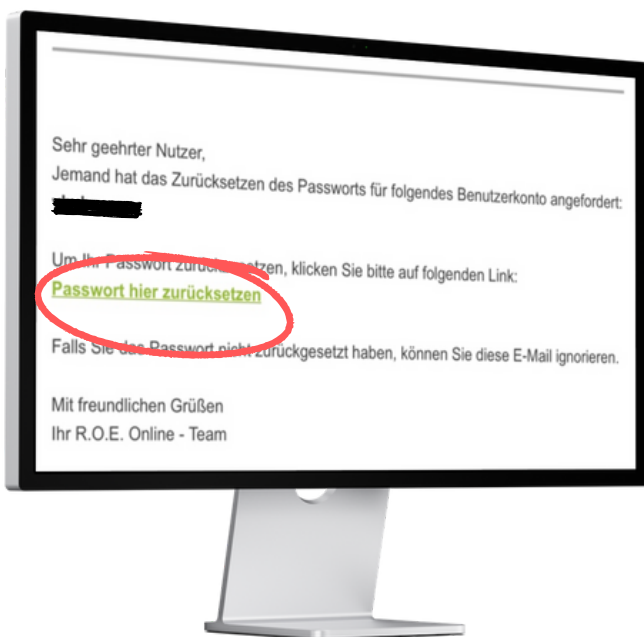 Sehr geehrter Nutzer,
Jemand hat das Zurücksetzen des Passworts für folgendes Benutzerkonto angefordert:
Um Ihr Passwort zurückzusetzen, klicken Sie bitte auf folgenden Link:
Passwort hier zurücksetzen
Falls Sie das Passwort nicht zurückgesetzt haben, können Sie diese E-Mail ignorieren.
Mit freundlichen Grüßen
Ihr R.O.E. Online - Team